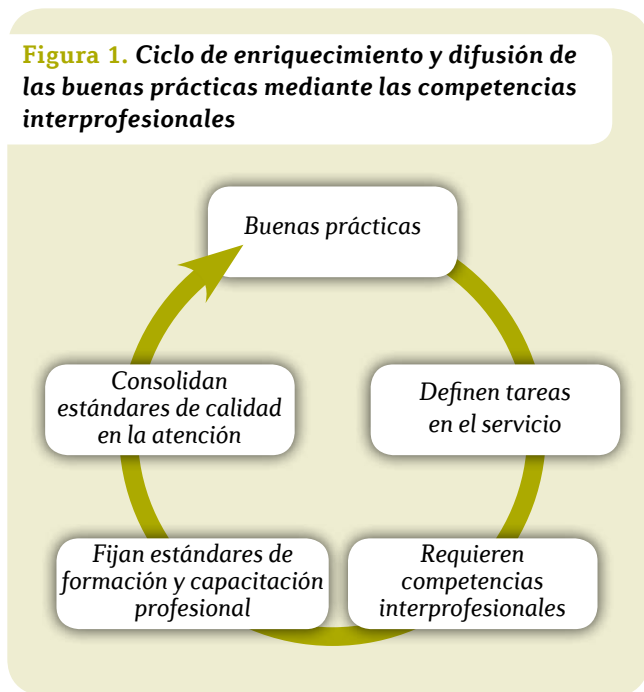 Figura 1. Ciclo de enriquecimiento y difusión de
las buenas prácticas mediante las competencias
interprofesionales
Buenas prácticas
Definen tareas
en el servicio
Requieren
competencias
interprofesionales
Fijan estándares de
formación y capacitación
profesional
Consolidan
estándares de calidad
en la atención